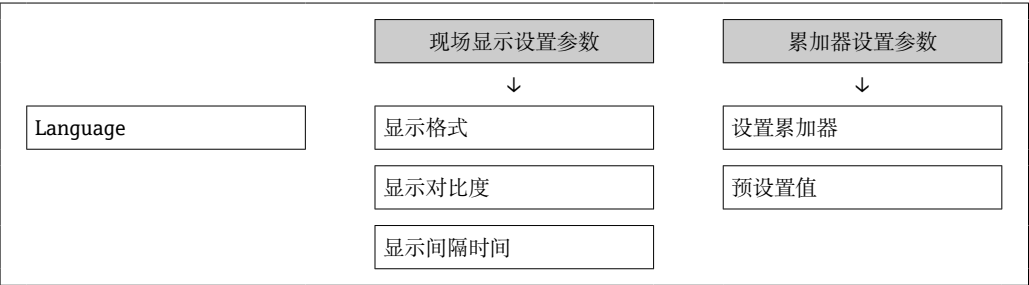 现场显示设置参数
累加器设置参数
↓
↓
Language
显示格式
设置累加器
显示对比度
预设置值
显示间隔时间